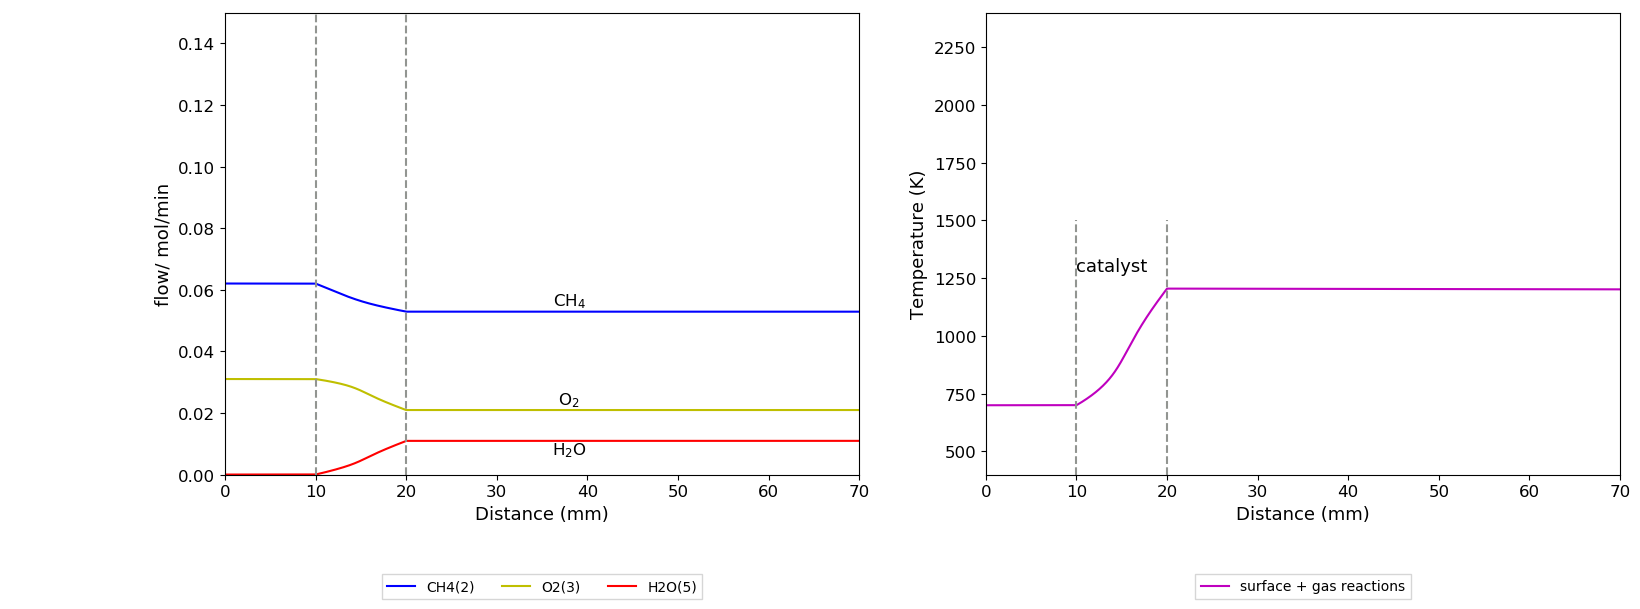 0.14
0.12
0.10
0.08
0.06
0.04
0.02
0.00
flow/ mol/min
CH₄
O₂
H₂O
0 10 20 30 40 50 60 70
Distance (mm)
CH4(2) O2(3) H2O(5)
2250
2000
1750
1500
1250
1000
750
500
Temperature (K)
catalyst
0 10 20 30 40 50 60 70
Distance (mm)
surface + gas reactions